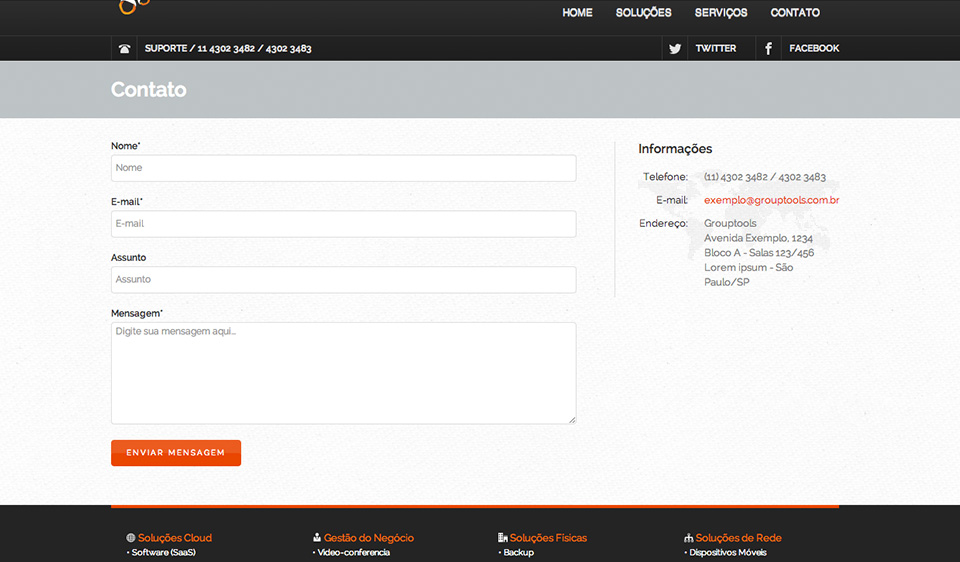 HOME SOLUÇÕES SERVIÇOS CONTATO
SUPORTE / 11 4302 3482 / 4302 3483 TWITTER FACEBOOK
Contato
Nome*
Nome
E-mail*
E-mail
Assunto
Assunto
Mensagem*
Digite sua mensagem aqui...
ENVIAR MENSAGEM
Informações
Telefone: (11) 4302 3482 / 4302 3483
E-mail: exemplo@grouptools.com.br
Endereço: Grouptools
Avenida Exemplo, 1234
Bloco A - Salas 123/456
Lorem ipsum - São
Paulo/SP
Soluções Cloud
• Software (SaaS)
Gestão do Negócio
• Video-conferencia
Soluções Físicas
• Backup
Soluções de Rede
• Dispositivos Móveis